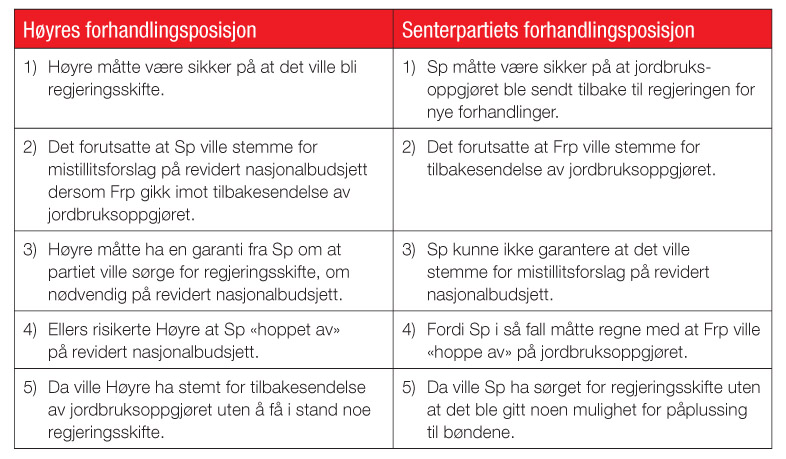 Høyres forhandlingsposisjon
Senterpartiets forhandlingsposisjon
1) Høyre måtte være sikker på at det ville bli
regjeringsskifte.
1) Sp måtte være sikker på at jordbruks-
oppgjøret ble sendt tilbake til regjeringen for
nye forhandlinger.
2) Det forutsatte at Sp ville stemme for
mistillitsforslag på revidert nasjonalbudsjett
dersom Frp gikk imot tilbakesendelse av
jordbruksoppgjøret.
2) Det forutsatte at Frp ville stemme for
tilbakesendelse av jordbruksoppgjøret.
3) Høyre måtte ha en garanti fra Sp om at
partiet ville sørge for regjeringsskifte, om
nødvendig på revidert nasjonalbudsjett.
3) Sp kunne ikke garantere at det ville
stemme for mistillitsforslag på revidert
nasjonalbudsjett.
4) Ellers risikerte Høyre at Sp «hoppet av»
på revidert nasjonalbudsjett.
4) Fordi Sp i så fall måtte regne med at Frp ville
«hoppe av» på jordbruksoppgjøret.
5) Da ville Høyre ha stemt for tilbakesendelse
av jordbruksoppgjøret uten å få i stand noe
regjeringsskifte.
5) Da ville Sp ha sørget for regjeringsskifte uten
at det ble gitt noen mulighet for påplussing
til bøndene.